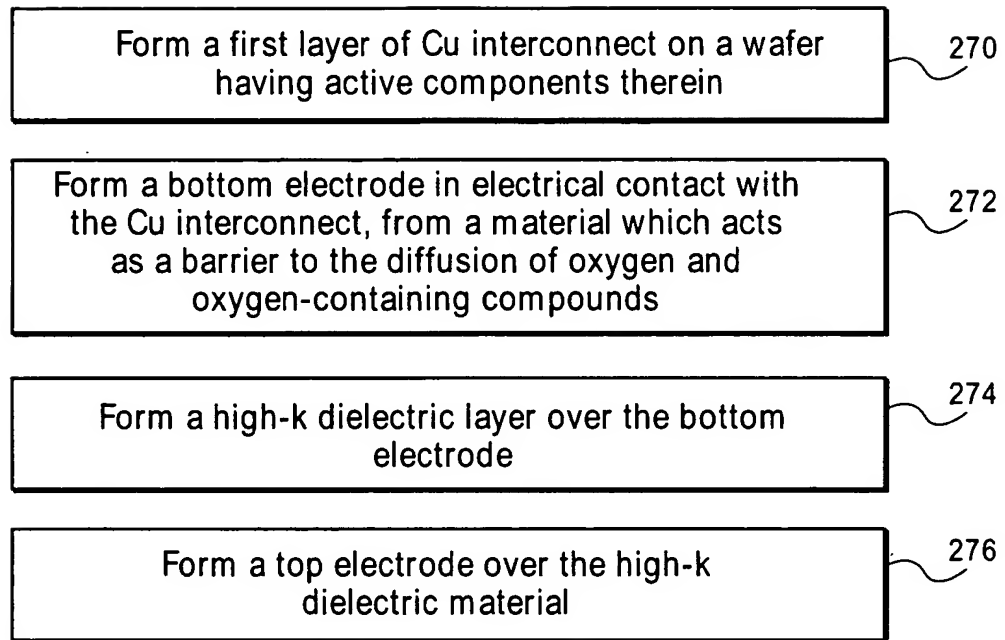 Form a first layer of Cu interconnect on a wafer
having active components therein
270
Form a bottom electrode in electrical contact with
the Cu interconnect, from a material which acts
as a barrier to the diffusion of oxygen and
oxygen-containing compounds
272
Form a high-k dielectric layer over the bottom
electrode
274
Form a top electrode over the high-k
dielectric material
276